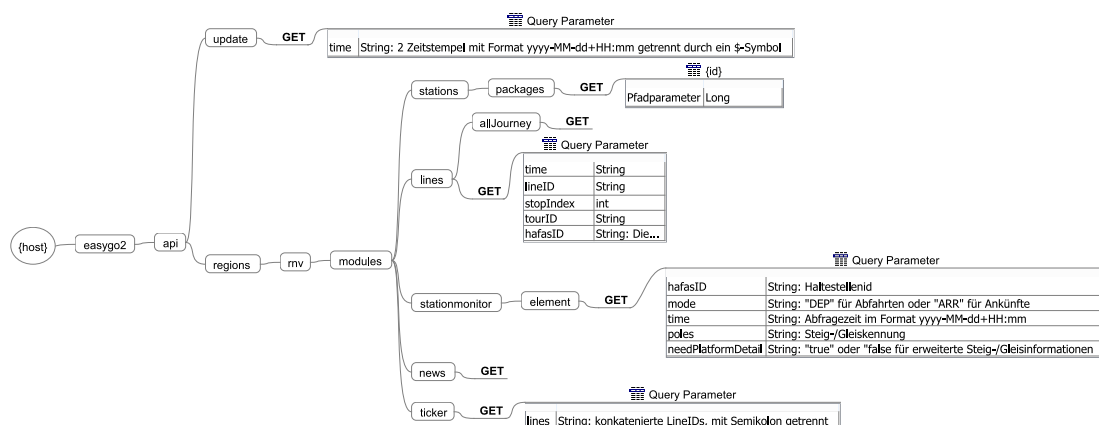 Query Parameter
update
GET
time String: 2 Zeitstempel mit Format yyyy-MM-dd+HH:mm getrennt durch ein $-Symbol
{id}
stations
packages
GET
Pfadparameter Long
allJourney
GET
Query Parameter
lines
GET
time String
lineID String
stopIndex int
tourID String
hafasID String: Die...
{host}
easygo2
api
regions
rnv
modules
Query Parameter
stationmonitor
element
GET
hafasID String: Haltestellenid
mode String: "DEP" für Abfahrten oder "ARR" für Ankünfte
time String: Abfragezeit im Format yyyy-MM-dd+HH:mm
poles String: Steig-/Gleiskennung
needPlatformDetail String: "true" oder "false für erweiterte Steig-/Gleisinformationen
news
GET
Query Parameter
ticker
GET
lines String: konkatenierte LineIDs, mit Semikolon getrennt